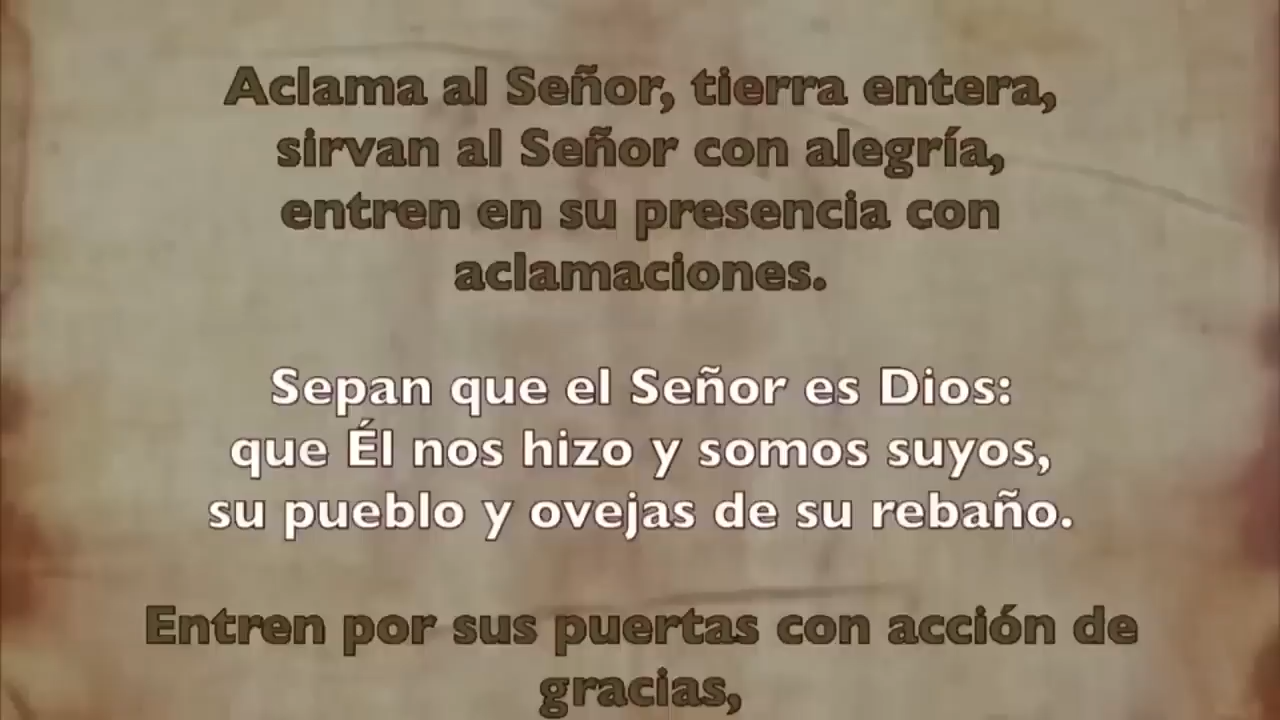 Aclama al Señor, tierra entera,
sirvan al Señor con alegría,
entren en su presencia con
aclamaciones.
Sepan que el Señor es Dios:
que Él nos hizo y somos suyos,
su pueblo y ovejas de su rebaño.
Entren por sus puertas con acción de
gracias,